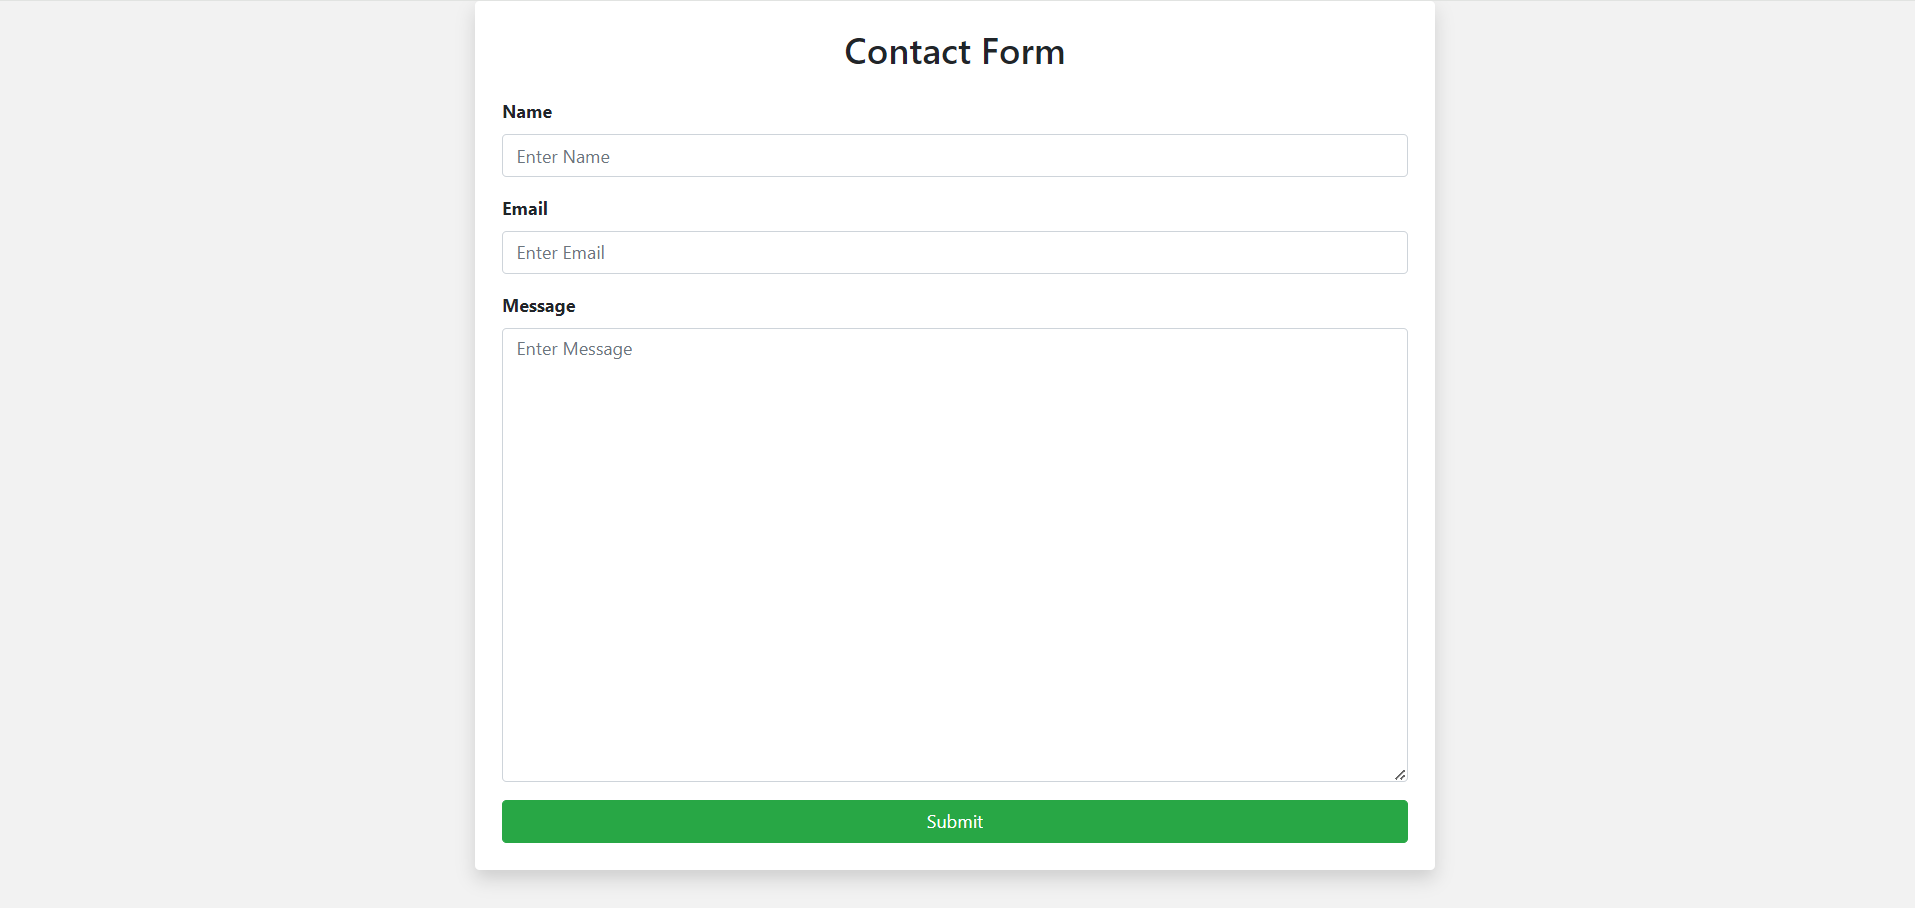 Contact Form
Name
Enter Name
Email
Enter Email
Message
Enter Message
Submit